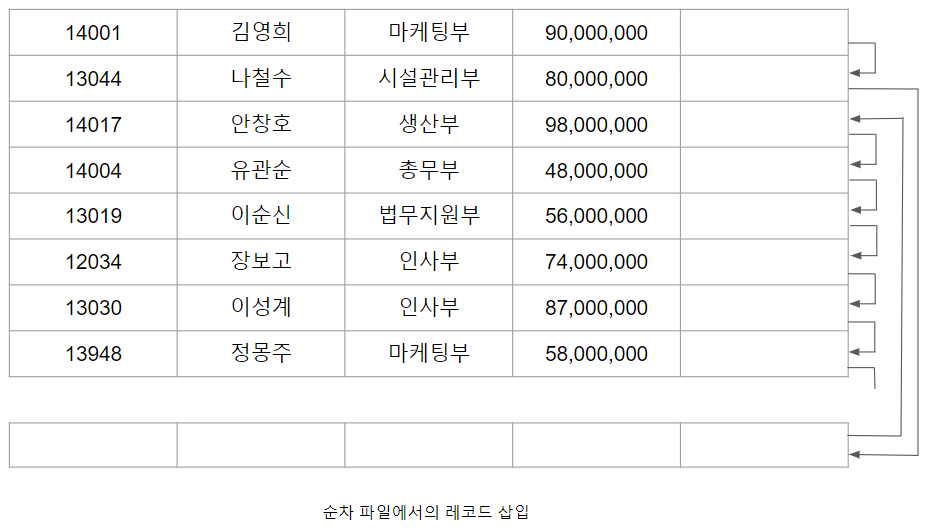 14001 김영희 마케팅부 90,000,000
13044 나철수 시설관리부 80,000,000
14017 안창호 생산부 98,000,000
14004 유관순 총무부 48,000,000
13019 이순신 법무지원부 56,000,000
12034 장보고 인사부 74,000,000
13030 이성계 인사부 87,000,000
13948 정몽주 마케팅부 58,000,000
순차 파일에서의 레코드 삽입